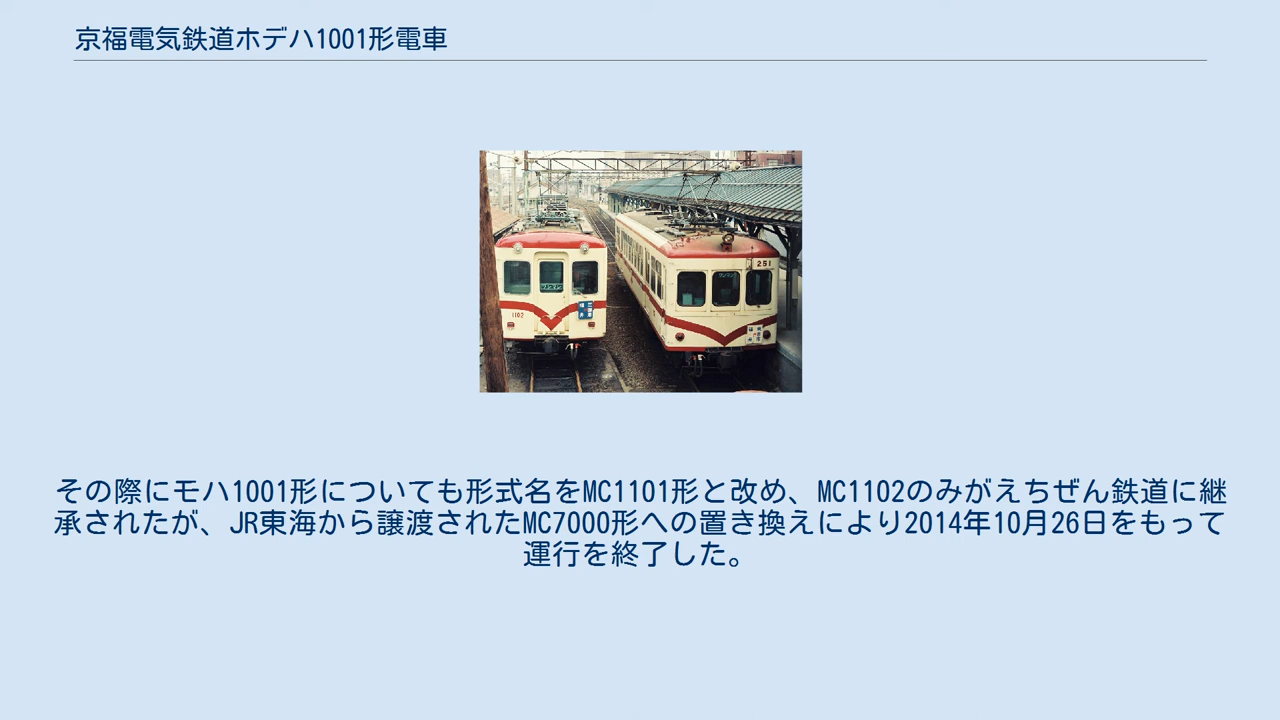 京福電気鉄道ホデハ1001形電車
251
1102
その際にモハ1001形についても形式名をMC1101形と改め、MC1102のみがえちぜん鉄道に継
承されたが、JR東海から譲渡されたMC7000形への置き換えにより2014年10月26日をもって
運行を終了した。